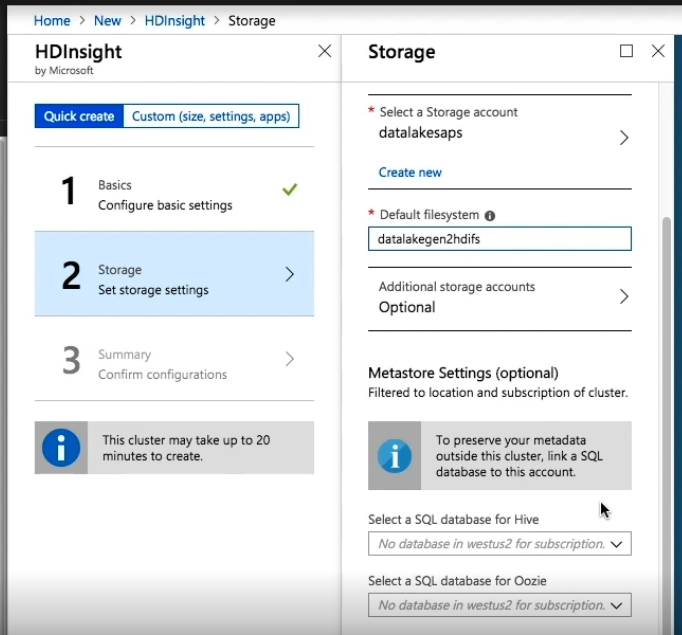 Home > New > HDInsight > Storage
HDInsight
by Microsoft
Quick create Custom (size, settings, apps)
1 Basics
Configure basic settings
2 Storage
Set storage settings
3 Summary
Confirm configurations
This cluster may take up to 20
minutes to create.
Storage
* Select a Storage account
datalakesaps
Create new
* Default filesystem
datalakegen2hdifs
Additional storage accounts
Optional
Metastore Settings (optional)
Filtered to location and subscription of cluster.
To preserve your metadata
outside this cluster, link a SQL
database to this account.
Select a SQL database for Hive
No database in westus2 for subscription.
Select a SQL database for Oozie
No database in westus2 for subscription.